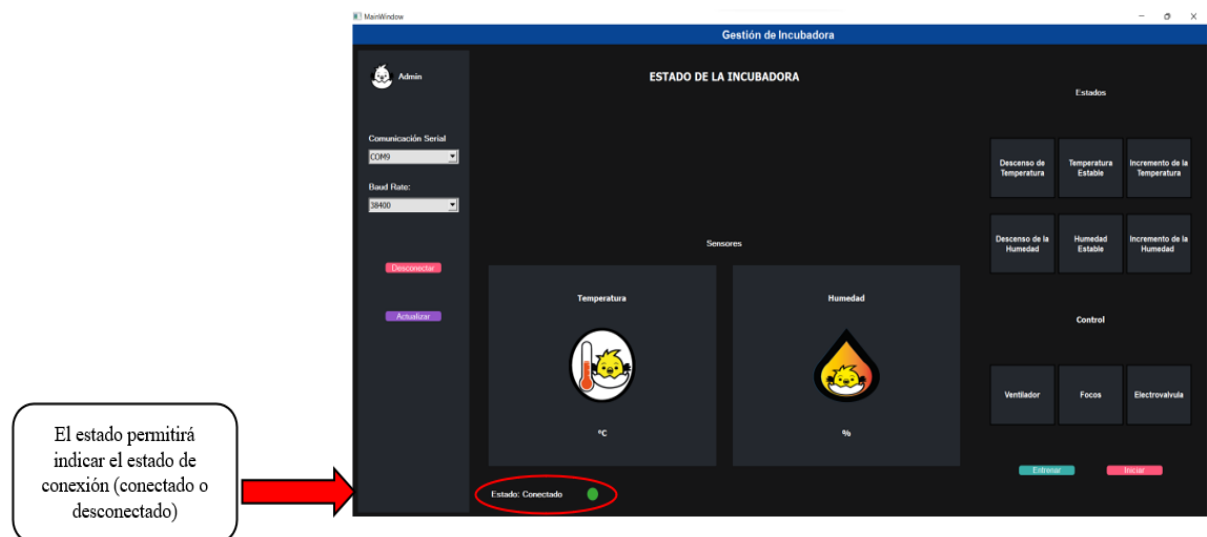 MainWindow
Gestión de Incubadora
Admin
ESTADO DE LA INCUBADORA
Estados
Comunicación Serial
COM9
Baud Rate:
38400
Desconectar
Actualizar
Descenso de
Temperatura
Temperatura
Estable
Incremento de la
Temperatura
Descenso de la
Humedad
Humedad
Estable
Incremento de la
Humedad
Sensores
Temperatura
°C
Humedad
%
Control
Ventilador
Focos
Electrovalvula
Entrenar
Iniciar
Estado: Conectado
El estado permitirá
indicar el estado de
conexión (conectado o
desconectado)